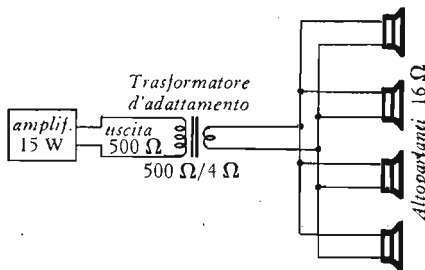 Trasformatore
d'adattamento
amplif.
15 W
uscita
500 Ω
500 Ω/4 Ω
Altoparlanti 16 Ω